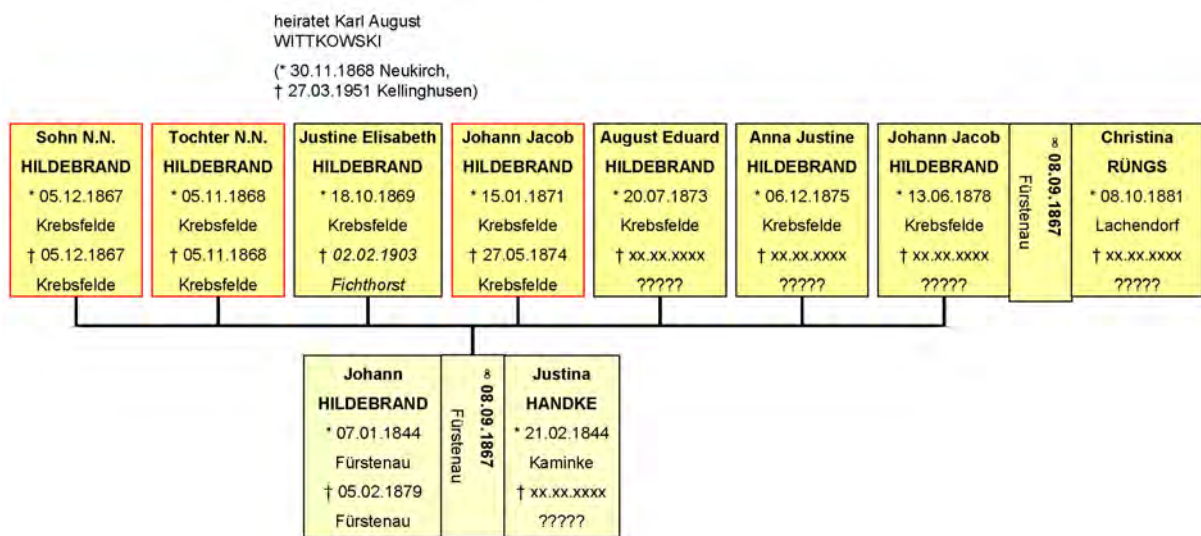 heiratet Karl August
WITTKOWSKI
(* 30.11.1868 Neukirch,
† 27.03.1951 Kellinghusen)
Sohn N.N.
HILDEBRAND
* 05.12.1867
Krebsfelde
† 05.12.1867
Krebsfelde
Tochter N.N.
HILDEBRAND
* 05.11.1868
Krebsfelde
† 05.11.1868
Krebsfelde
Justine Elisabeth
HILDEBRAND
* 18.10.1869
Krebsfelde
† 02.02.1903
Fichthorst
Johann Jacob
HILDEBRAND
* 15.01.1871
Krebsfelde
† 27.05.1874
Krebsfelde
August Eduard
HILDEBRAND
* 20.07.1873
Krebsfelde
† xx.xx.xxxx
?????
Anna Justine
HILDEBRAND
* 06.12.1875
Krebsfelde
† xx.xx.xxxx
?????
Johann Jacob
HILDEBRAND
* 13.06.1878
Krebsfelde
† xx.xx.xxxx
?????
∞ 08.09.1867
Fürstenau
Christina
RÜNGS
* 08.10.1881
Lachendorf
† xx.xx.xxxx
?????
Johann
HILDEBRAND
* 07.01.1844
Fürstenau
† 05.02.1879
Fürstenau
∞ 08.09.1867
Fürstenau
Justina
HANDKE
* 21.02.1844
Kaminke
† xx.xx.xxxx
?????